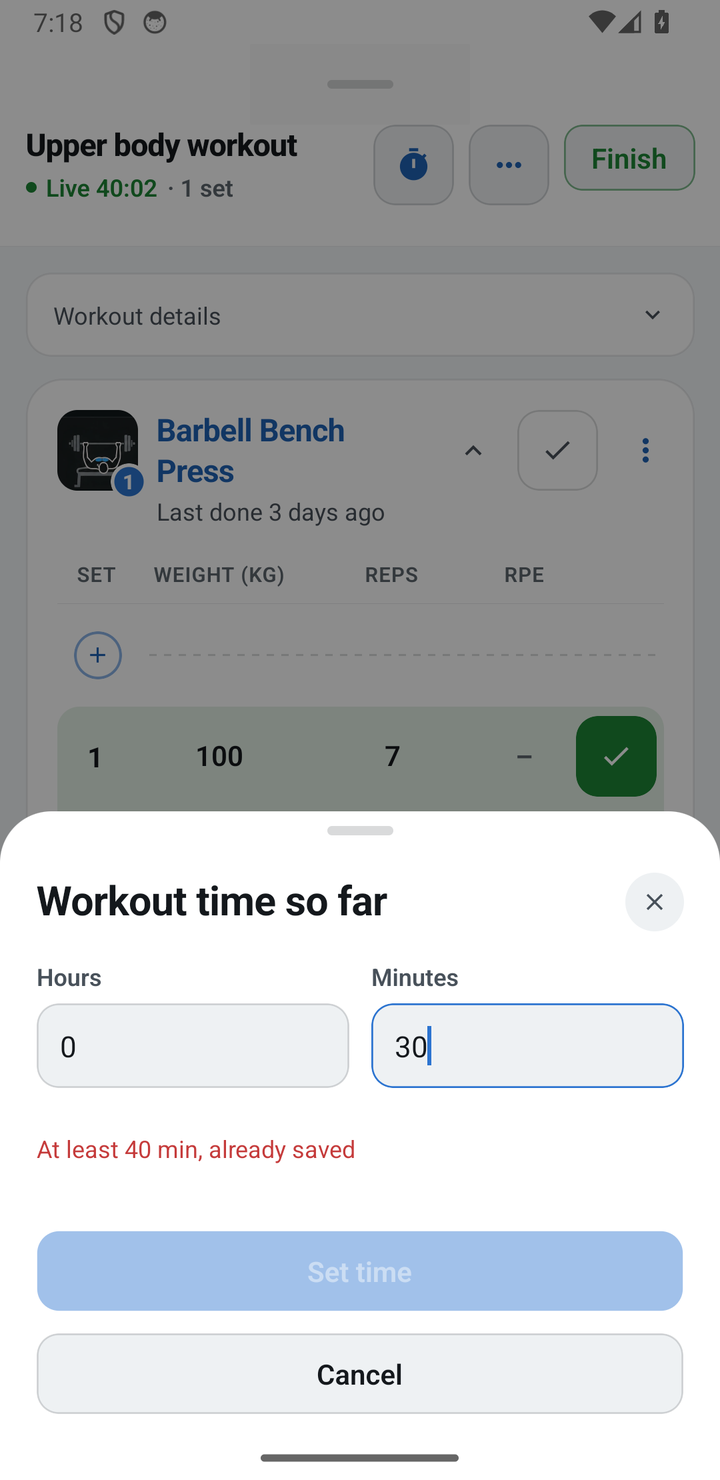 7:18
Upper body workout
Live 40:02 · 1 set
Finish
Workout details
Barbell Bench
Press
1
Last done 3 days ago
SET WEIGHT (KG) REPS RPE
1 100 7 –
Workout time so far
Hours Minutes
0 30
At least 40 min, already saved
Set time
Cancel